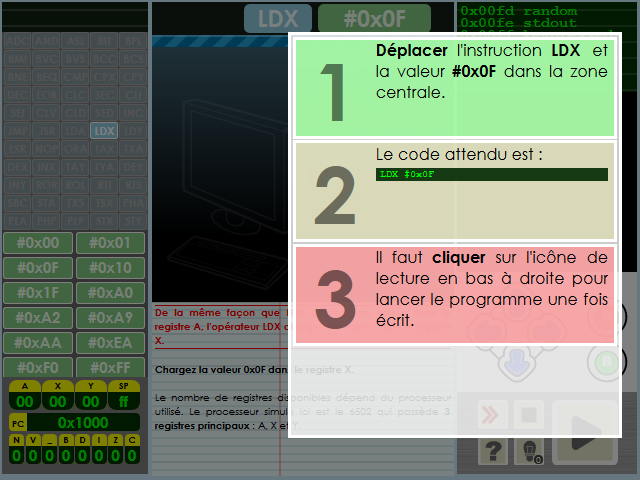 LDX #0x0F
0x00fd random
0x00fe stdout
ADC AND ASL BIT BPL
BMI BVC BVS BCC BCS
BNE BEQ CMP CPX CPY
DEC EOR CLC SEC CLI
SEI CLV CLD SED INC
JMP JSR LDA LDX LDY
LSR NOP ORA TAX TXA
DEX INX TAY TYA DEY
INY ROR ROL RTI RTS
SBC STA TXS TSX PHA
PLA PHP PLP STX STY
#0x00 #0x01
#0x0F #0x10
#0x1F #0xA0
#0xA2 #0xA9
#0xAA #0xEA
#0xF0 #0xFF
A X Y SP
00 00 00 ff
PC 0x1000
N V _ B D I Z C
0 0 0 0 0 0 0 0
1
Déplacer l'instruction LDX et
la valeur #0x0F dans la zone
centrale.
2
Le code attendu est :
LDX #0x0F
3
Il faut cliquer sur l'icône de
lecture en bas à droite pour
lancer le programme une fois
écrit.
De la même façon que
registre A, l'opérateur LDX
X.
Chargez la valeur 0x0F dans le registre X.
Le nombre de registres disponibles dépend du processeur
utilisé. Le processeur simulé ici est le 6502 qui possède 3
registres principaux : A, X et Y.
?
0